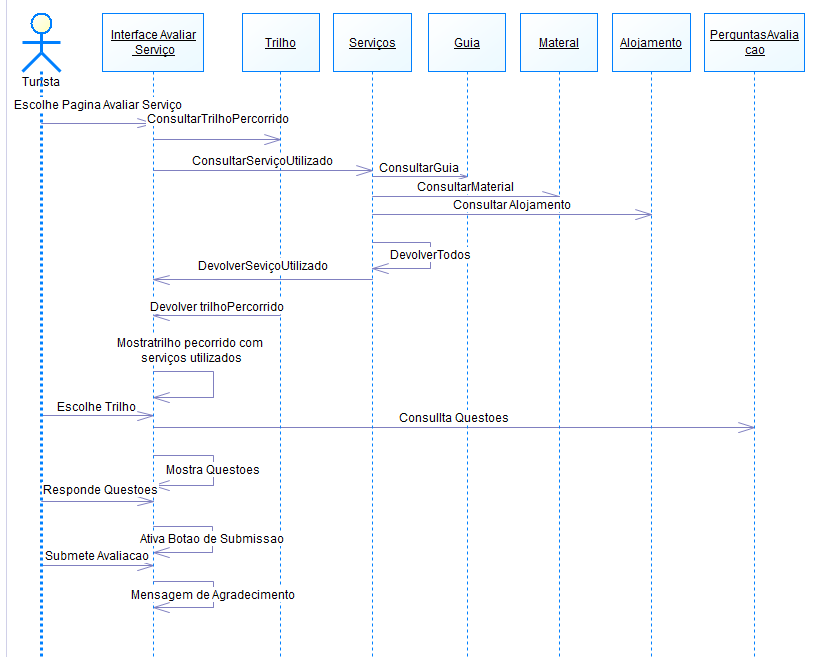 Interface Avaliar
Serviço
Trilho
Serviços
Guia
Materal
Alojamento
PerguntasAvalia
cao
Turista
Escolhe Pagina Avaliar Serviço
ConsultarTrilhoPercorrido
ConsultarServiçoUtilizado
ConsultarGuia
ConsultarMaterial
Consultar Alojamento
DevolverTodos
DevolverSeviçoUtilizado
Devolver trilhoPercorrido
Mostratrilho pecorrido com
serviços utilizados
Escolhe Trilho
Consullta Questoes
Mostra Questoes
Responde Questoes
Ativa Botao de Submissao
Submete Avaliacao
Mensagem de Agradecimento